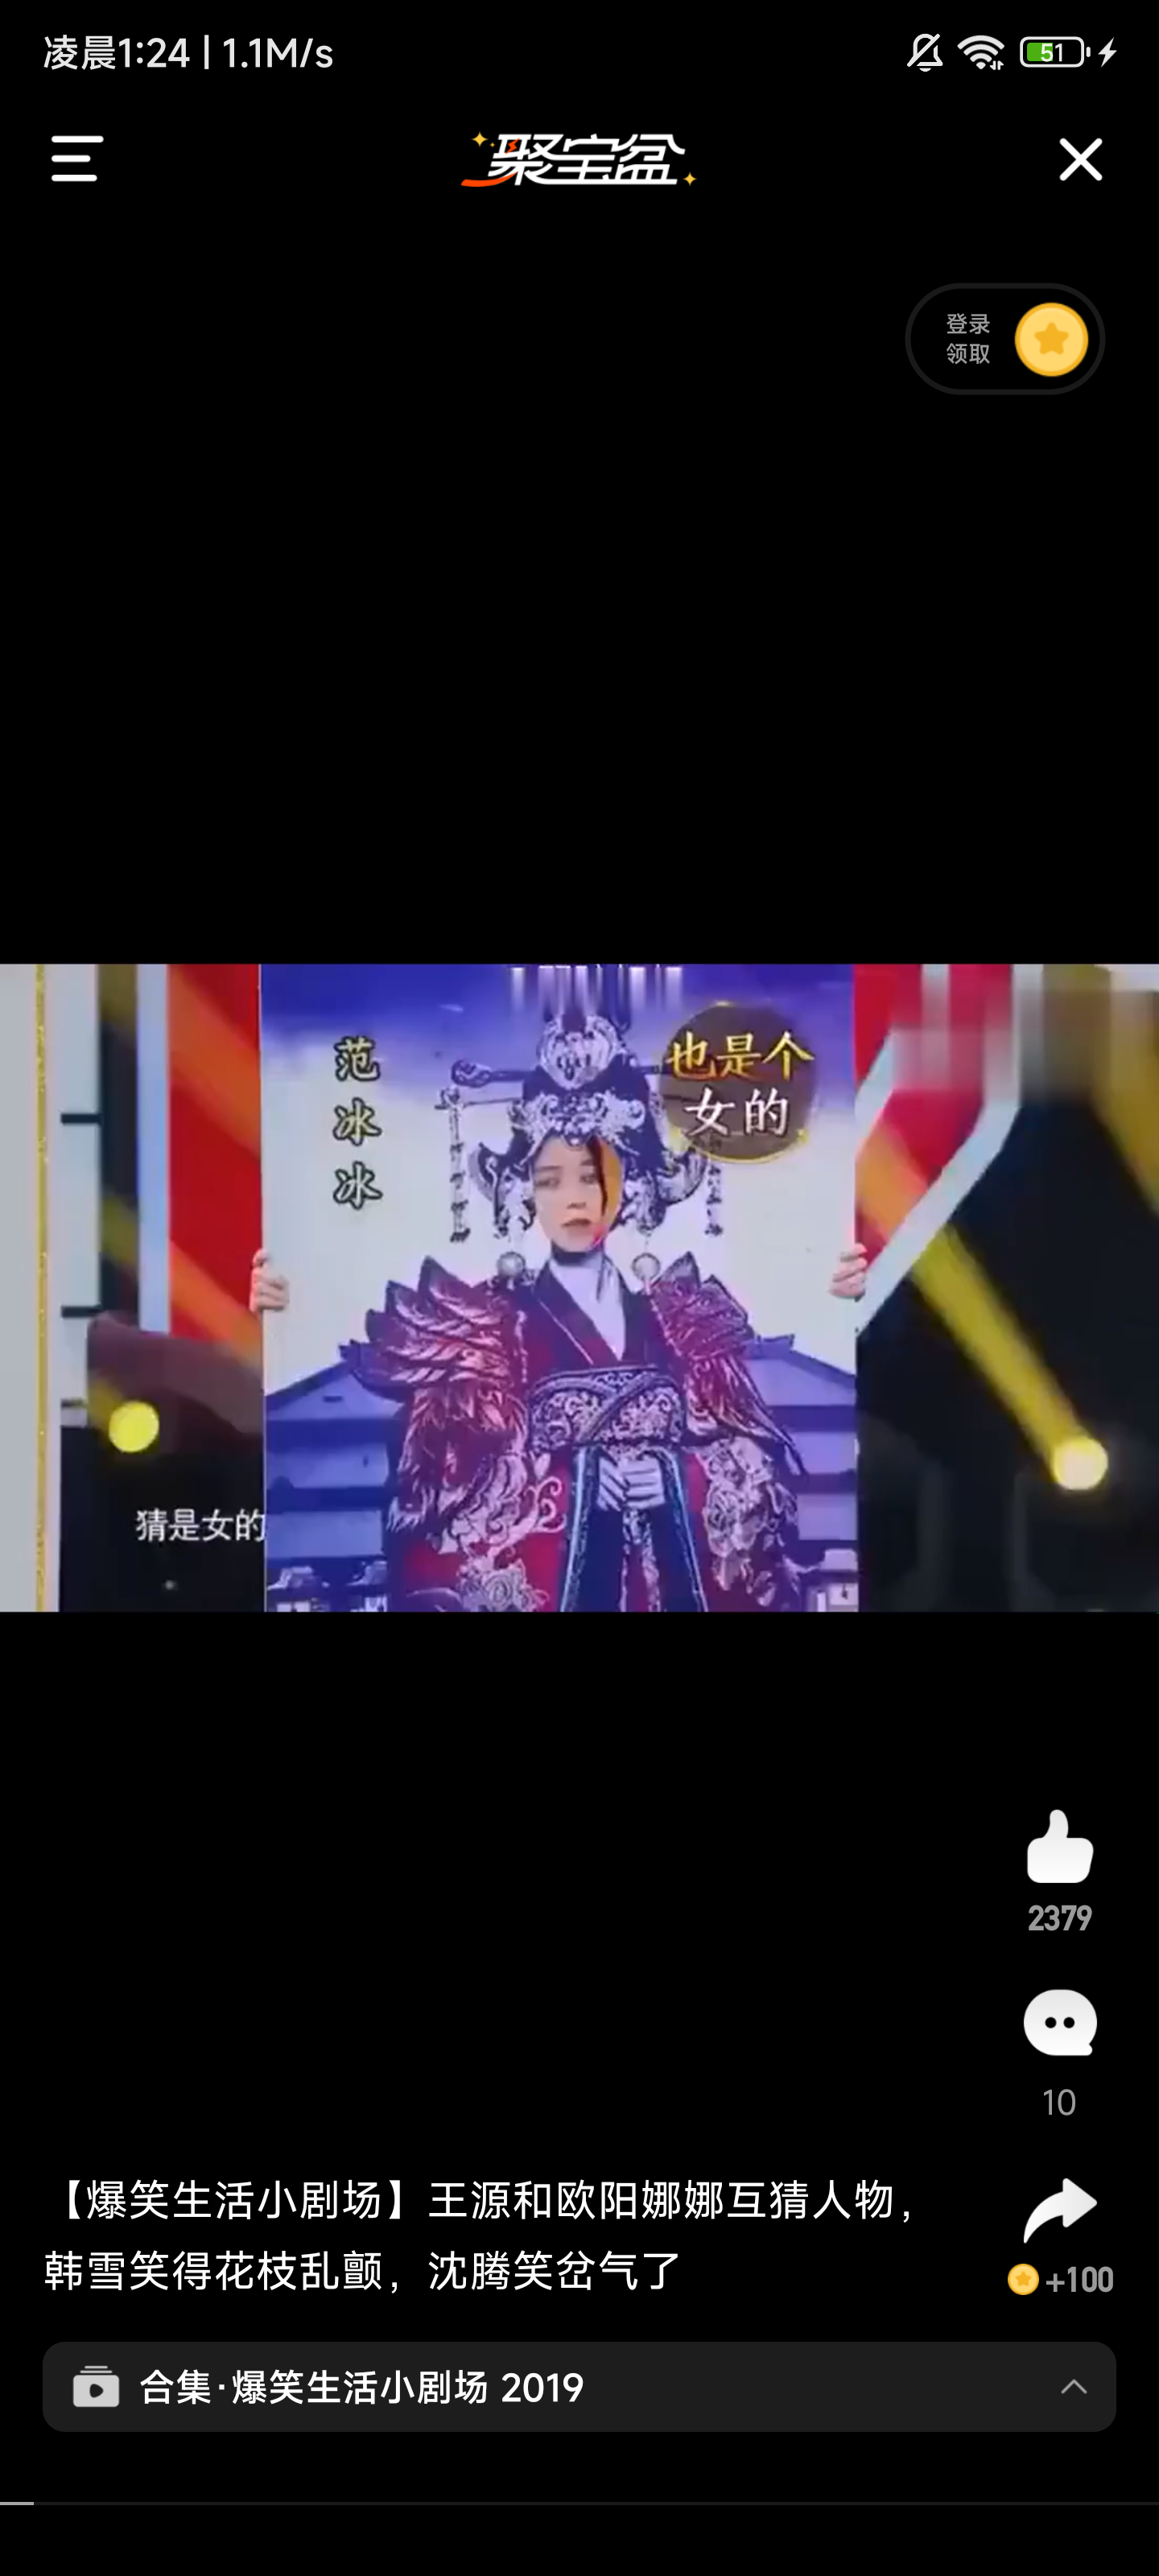 凌晨1:24 | 1.1M/s
51
聚宝盆
登录
领取
范冰冰
也是个
女的
猜是女的
2379
10
【爆笑生活小剧场】王源和欧阳娜娜互猜人物，
韩雪笑得花枝乱颤，沈腾笑岔气了
+100
合集·爆笑生活小剧场 2019